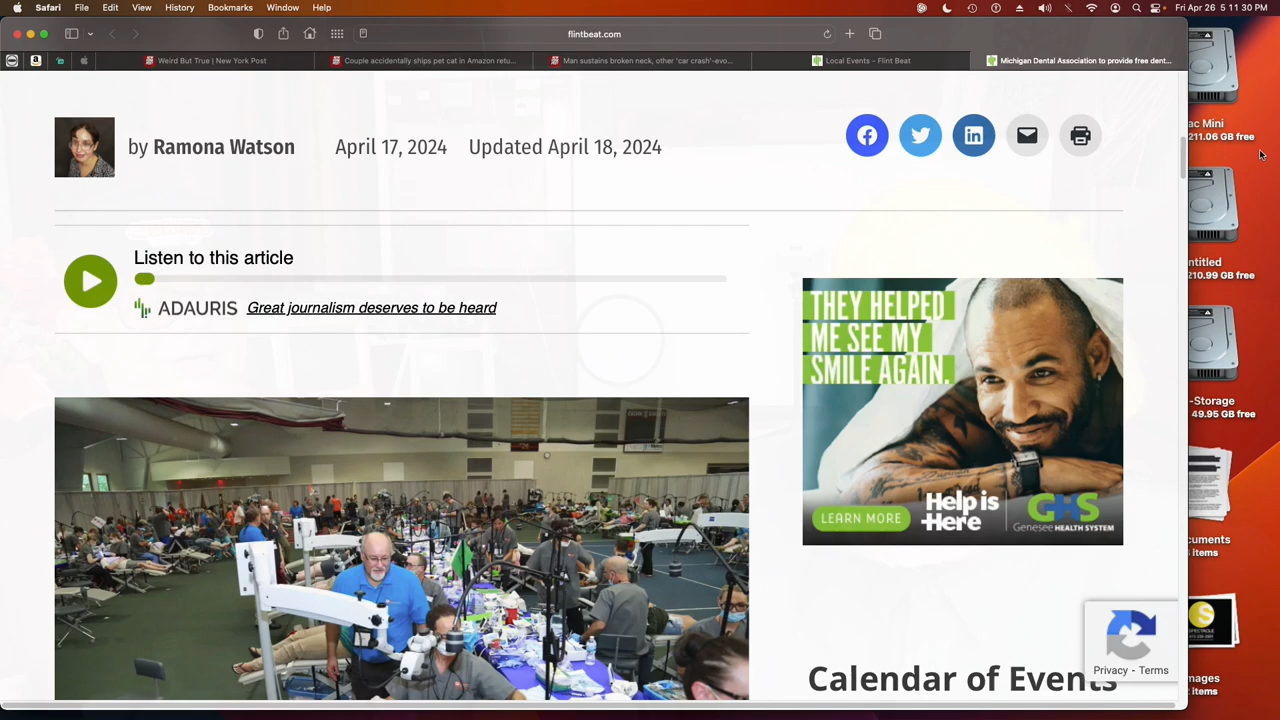 Safari File Edit View History Bookmarks Window Help Fri Apr 26 5 11 30 PM
flintbeat.com
Weird But True | New York Post Couple accidentally ships pet cat in Amazon retu... Man sustains broken neck, other 'car crash'-evo... Local Events - Flint Beat Michigan Dental Association to provide free dent...
by Ramona Watson April 17, 2024 Updated April 18, 2024
Listen to this article
ADAURIS Great journalism deserves to be heard
THEY HELPED
ME SEE MY
SMILE AGAIN.
LEARN MORE
Help is
Here
GHS
Genesee HEALTH SYSTEM
Calendar of Events
Privacy - Terms
ac Mini
211.06 GB free
ntitled
210.99 GB free
-Storage
49.95 GB free
cuments
items
SPECTACLE
mages
items